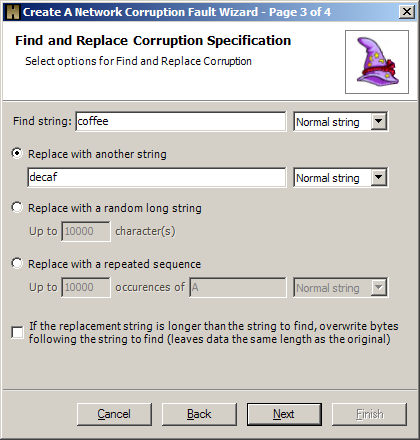 Create A Network Corruption Fault Wizard - Page 3 of 4
Find and Replace Corruption Specification
Select options for Find and Replace Corruption
Find string: coffee Normal string
Replace with another string
decaf Normal string
Replace with a random long string
Up to 10000 character(s)
Replace with a repeated sequence
Up to 10000 occurences of A Normal string
If the replacement string is longer than the string to find, overwrite bytes
following the string to find (leaves data the same length as the original)
Cancel Back Next Finish